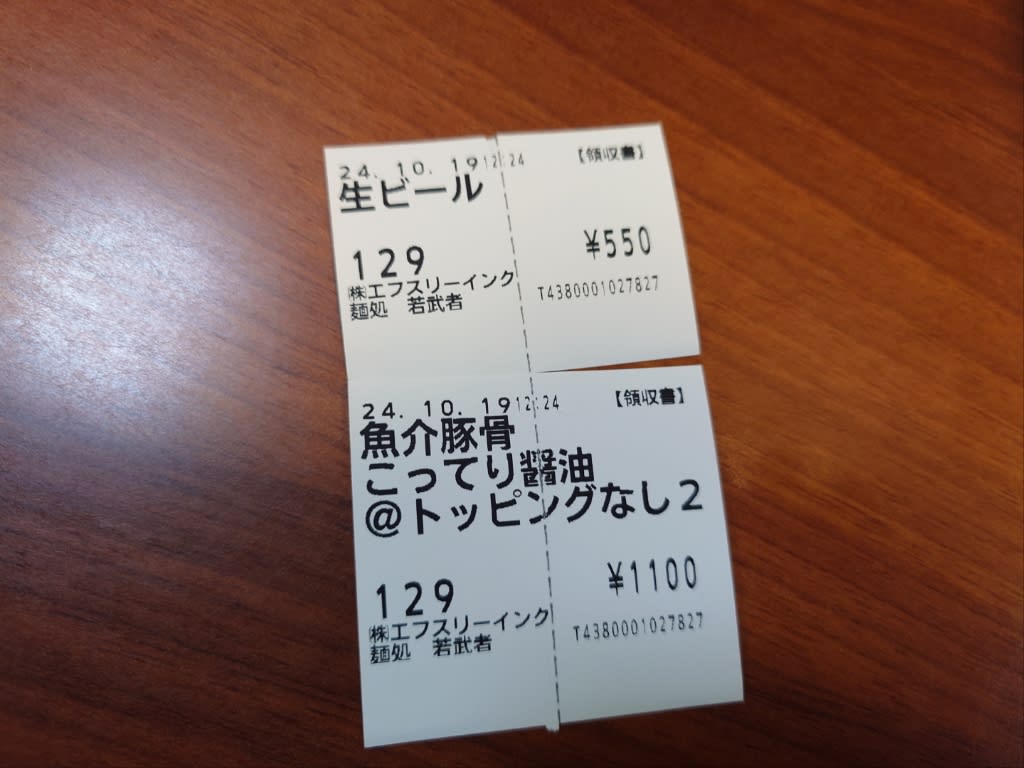 24.10.19 12:24 【領収書】
生ビール
¥550
129
㈱エフスリーインク T4380001027827
麺処 若武者
24.10.19 12:24 【領収書】
魚介豚骨
こってり醤油
@トッピングなし2
¥1100
129
㈱エフスリーインク T4380001027827
麺処 若武者